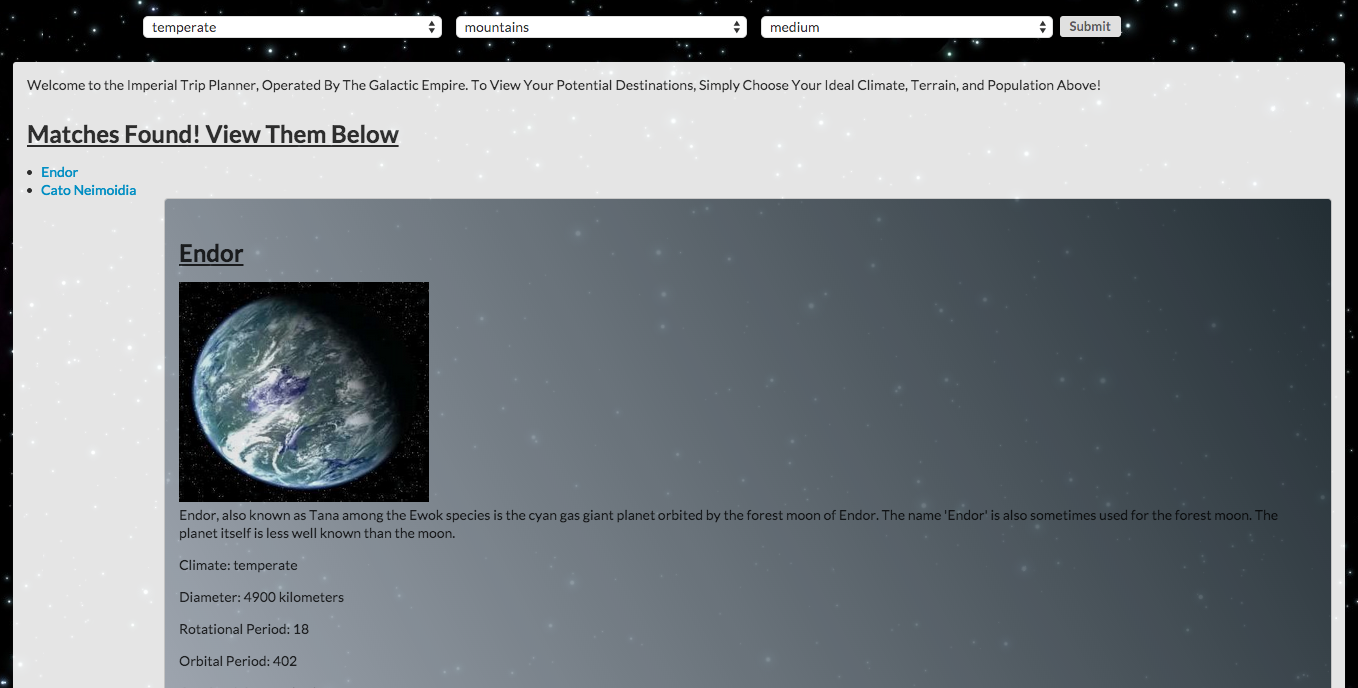 temperate
mountains
medium
Submit
Welcome to the Imperial Trip Planner, Operated By The Galactic Empire. To View Your Potential Destinations, Simply Choose Your Ideal Climate, Terrain, and Population Above!
Matches Found! View Them Below
Endor
Cato Neimoidia
Endor
Endor, also known as Tana among the Ewok species is the cyan gas giant planet orbited by the forest moon of Endor. The name 'Endor' is also sometimes used for the forest moon. The
planet itself is less well known than the moon.
Climate: temperate
Diameter: 4900 kilometers
Rotational Period: 18
Orbital Period: 402